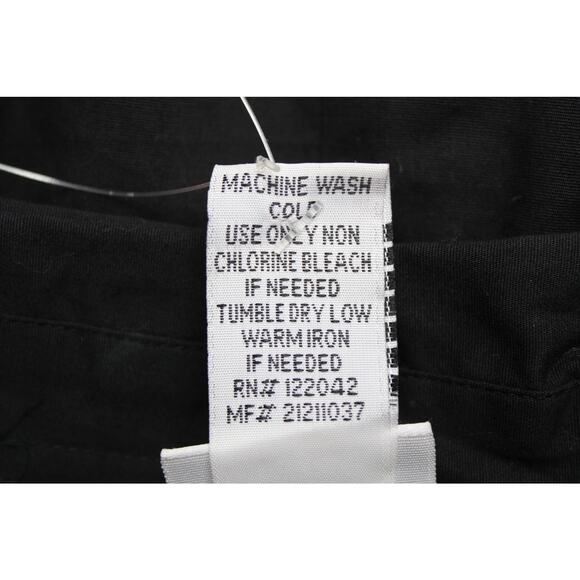 MACHINE WASH
COLD
USE ONLY NON
CHLORINE BLEACH
IF NEEDED
TUMBLE DRY LOW
WARM IRON
IF NEEDED
RN# 122042
MF# 21211037